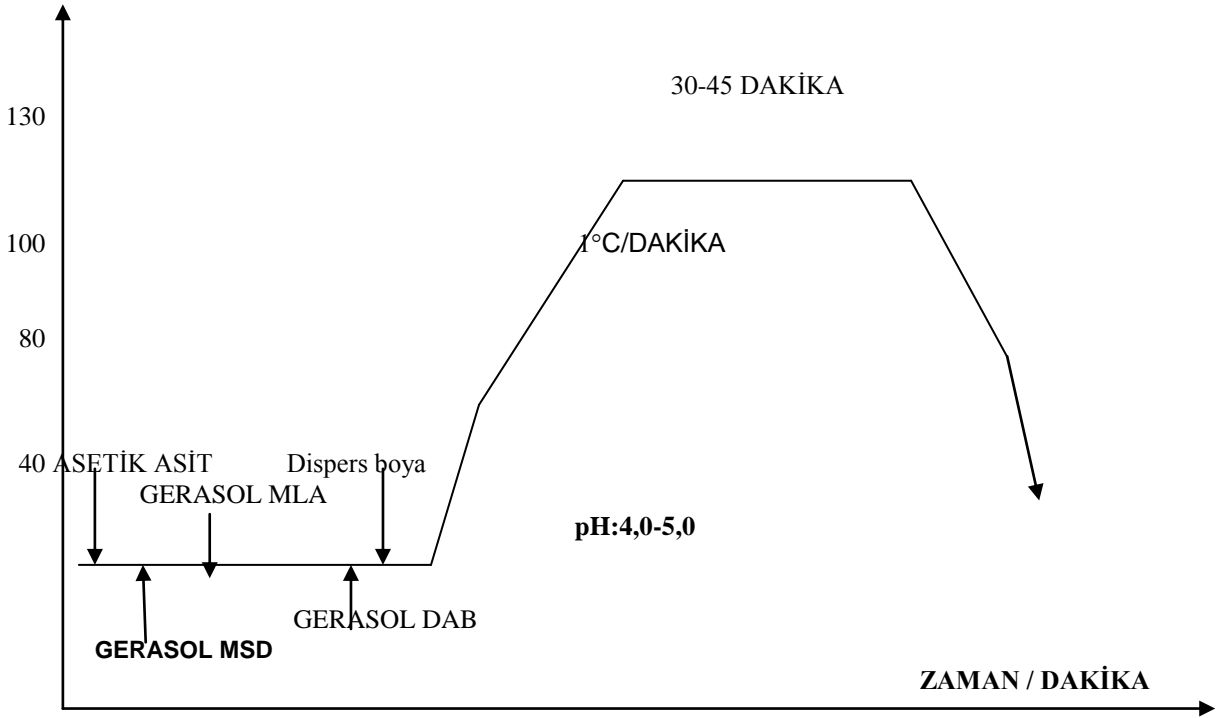 30-45 DAKİKA
130
100
1°C/DAKİKA
80
40 ASETİK ASİT Dispers boya
GERASOL MLA
pH:4,0-5,0
GERASOL DAB
GERASOL MSD
ZAMAN / DAKİKA